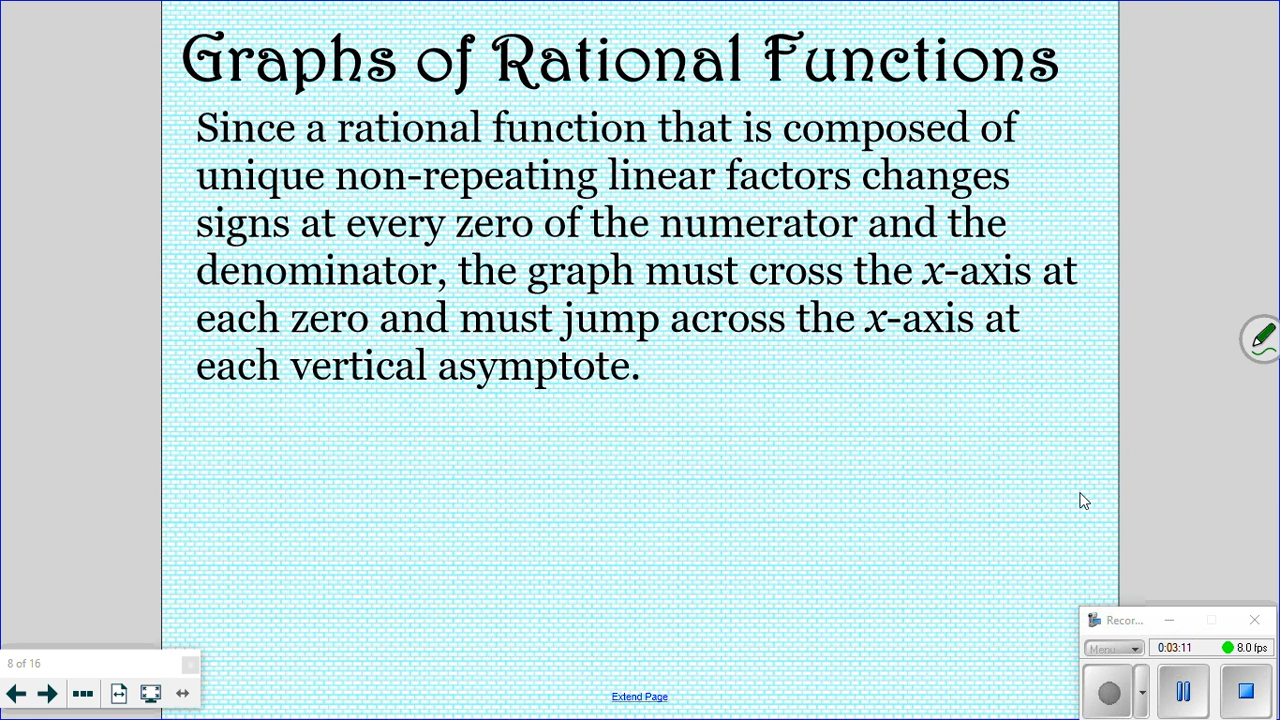 Graphs of Rational Functions
Since a rational function that is composed of
unique non-repeating linear factors changes
signs at every zero of the numerator and the
denominator, the graph must cross the x-axis at
each zero and must jump across the x-axis at
each vertical asymptote.
Recor...
Menu
0:03:11
8.0 fps
8 of 16
Extend Page